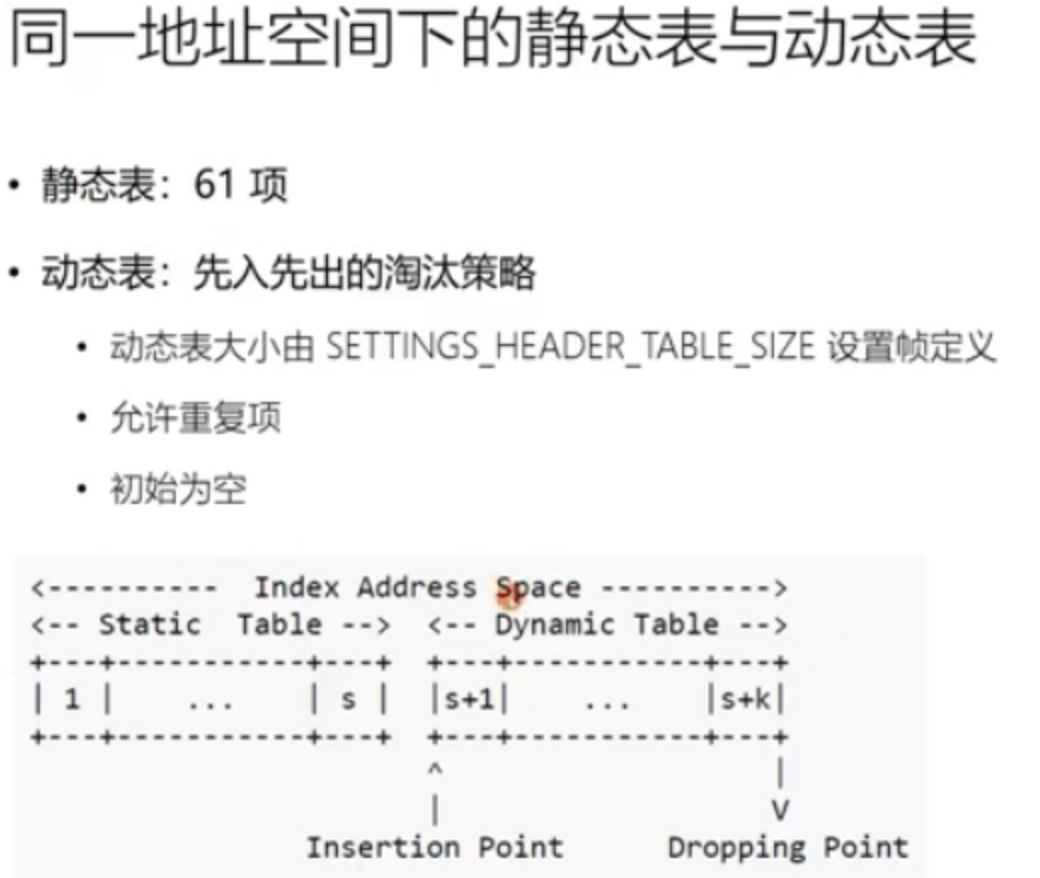 同一地址空间下的静态表与动态表
• 静态表：61 项
• 动态表：先入先出的淘汰策略
• 动态表大小由 SETTINGS_HEADER_TABLE_SIZE 设置帧定义
• 允许重复项
• 初始为空
<----------  Index Address Space ---------->
<-- Static  Table -->  <-- Dynamic Table -->
+---+-----------+---+  +---+-----------+---+
| 1 |    ...    | s |  |s+1|    ...    |s+k|
+---+-----------+---+  +---+-----------+---+
^                   |
|                   V
Insertion Point      Dropping Point